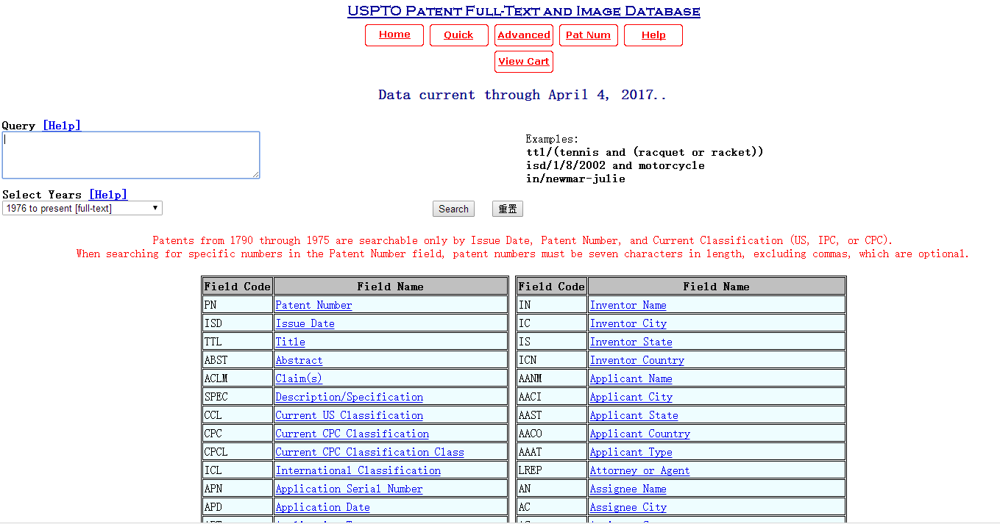 USPTO Patent Full-Text and Image Database
Home Quick Advanced Pat Num Help
View Cart
Data current through April 4, 2017..
Query [Help]
Examples:
ttl/(tennis and (racquet or racket))
isd/1/8/2002 and motorcycle
in/newmar-julie
Select Years [Help]
1976 to present [full-text] Search 重置
Patents from 1790 through 1975 are searchable only by Issue Date, Patent Number, and Current Classification (US, IPC, or CPC).
When searching for specific numbers in the Patent Number field, patent numbers must be seven characters in length, excluding commas, which are optional.
Field Code Field Name Field Code Field Name
PN Patent Number IN Inventor Name
ISD Issue Date IC Inventor City
TTL Title IS Inventor State
ABST Abstract ICN Inventor Country
ACLM Claim(s) AANM Applicant Name
SPEC Description/Specification AACI Applicant City
CCL Current US Classification AAST Applicant State
CPC Current CPC Classification AACO Applicant Country
CPCL Current CPC Classification Class AAAT Applicant Type
ICL International Classification LREP Attorney or Agent
APN Application Serial Number AN Assignee Name
APD Application Date AC Assignee City